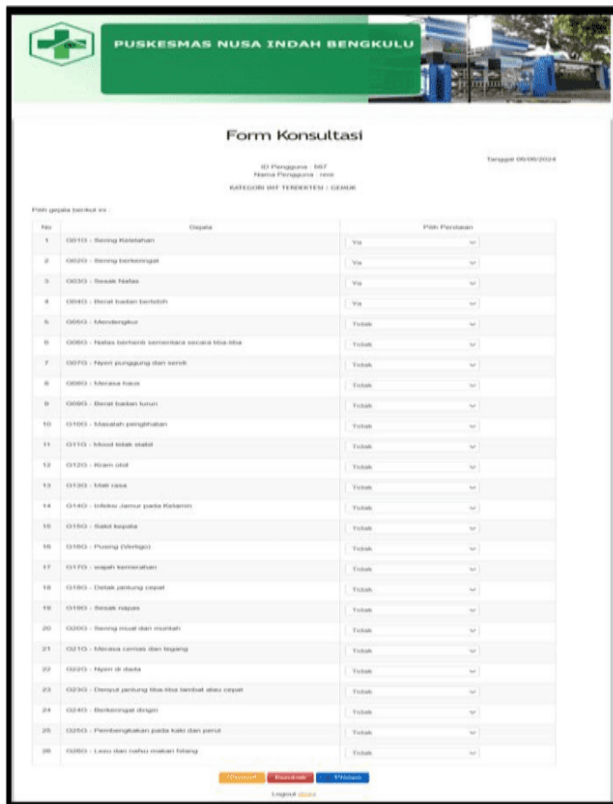 PUSKESMAS NUSA INDAH BENGKULU
Form Konsultasi
Tanggal 06/06/2024
ID Pengguna : 567
Nama Pengguna :
KATEGORI IMT TERDETEKSI : GEMUK
Pilih gejala berikut ini :
No Gejala Pilih Penilaian
1 G01G - Sering Kelelahan Ya
2 G02G - Sering berkeringat Ya
3 G03G - Sesak Nafas Ya
4 G04G - Berat badan berlebih Ya
5 G05G - Mendengkur Tidak
6 G06G - Nafas berhenti sementara secara tiba-tiba Tidak
7 G07G - Nyeri punggung dan sendi Tidak
8 G08G - Merasa haus Tidak
9 G09G - Berat badan turun Tidak
10 G10G - Masalah penglihatan Tidak
11 G11G - Mood tidak stabil Tidak
12 G12G - Kram otot Tidak
13 G13G - Mati rasa Tidak
14 G14G - Infeksi Jamur pada Kelamin Tidak
15 G15G - Sakit kepala Tidak
16 G16G - Pusing (Vertigo) Tidak
17 G17G - wajah kemerahan Tidak
18 G18G - Detak jantung cepat Tidak
19 G19G - Sesak napas Tidak
20 G20G - Sering mual dan muntah Tidak
21 G21G - Merasa cemas dan tegang Tidak
22 G22G - Nyeri di dada Tidak
23 G23G - Denyut jantung tiba-tiba lambat atau cepat Tidak
24 G24G - Berkeringat dingin Tidak
25 G25G - Pembengkakan pada kaki dan perut Tidak
26 G26G - Lesu dan nafsu makan hilang Tidak
Proses
Logout disini